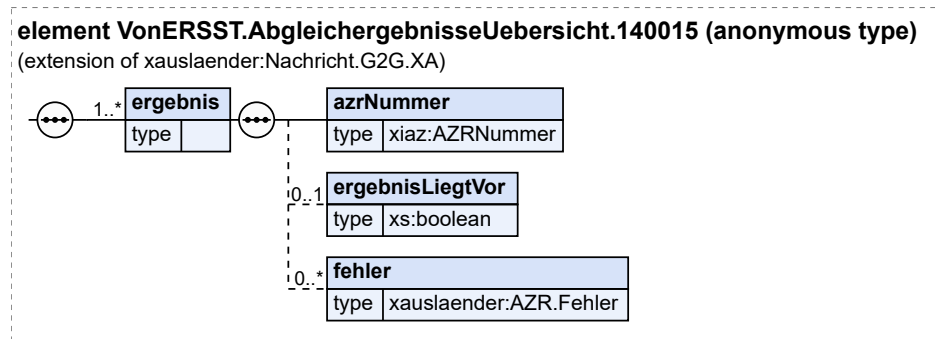 element VonERSST.AbgleichergebnisseUebersicht.140015 (anonymous type)
(extension of xauslaender:Nachricht.G2G.XA)
1..*
ergebnis
type
azrNummer
type xiaz:AZRNummer
0..1
ergebnisLiegtVor
type xs:boolean
0..*
fehler
type xauslaender:AZR.Fehler